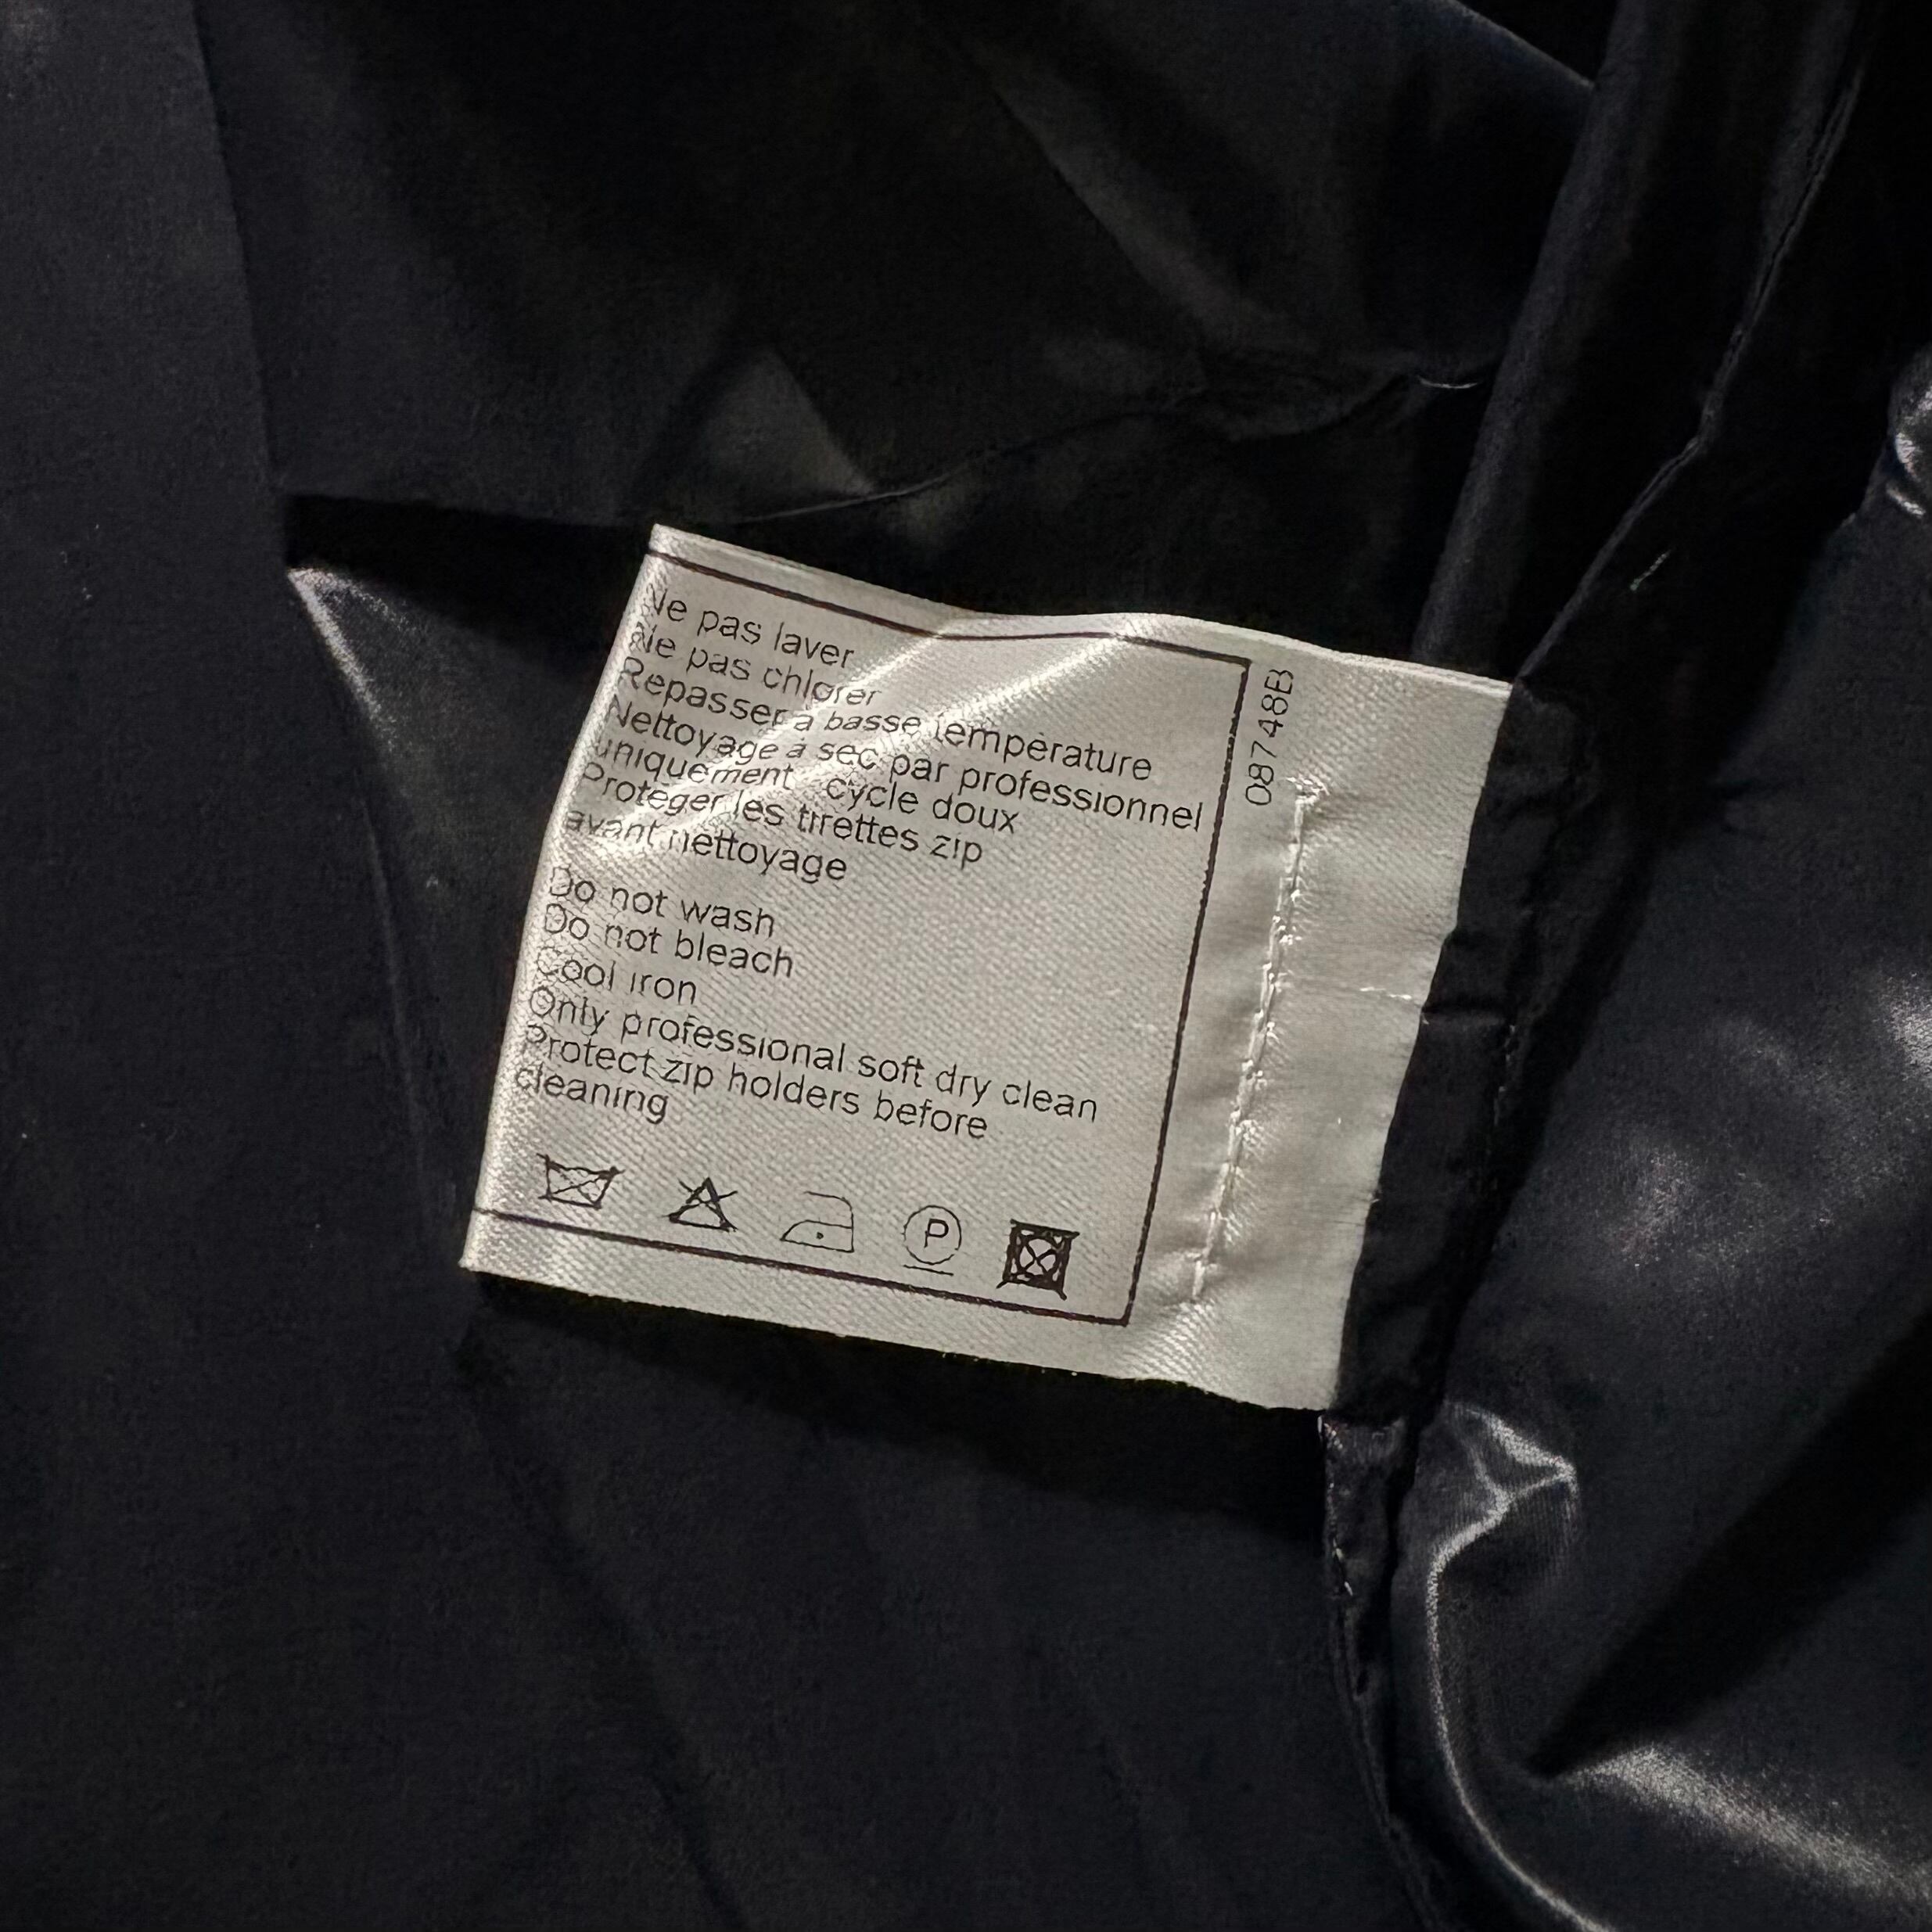 Ne pas laver
Ne pas chlorer
Repasser à basse température
Nettoyage à sec par professionnel
uniquement cycle doux
Protéger les tirettes zip
avant nettoyage
Do not wash
Do not bleach
Cool iron
Only professional soft dry clean
Protect zip holders before
cleaning
P
08748B